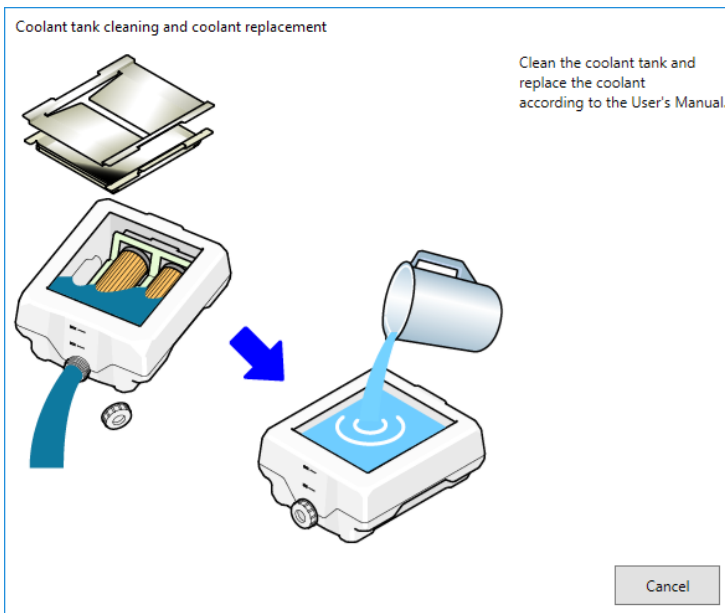 Coolant tank cleaning and coolant replacement
Clean the coolant tank and
replace the coolant
according to the User's Manual.
Cancel